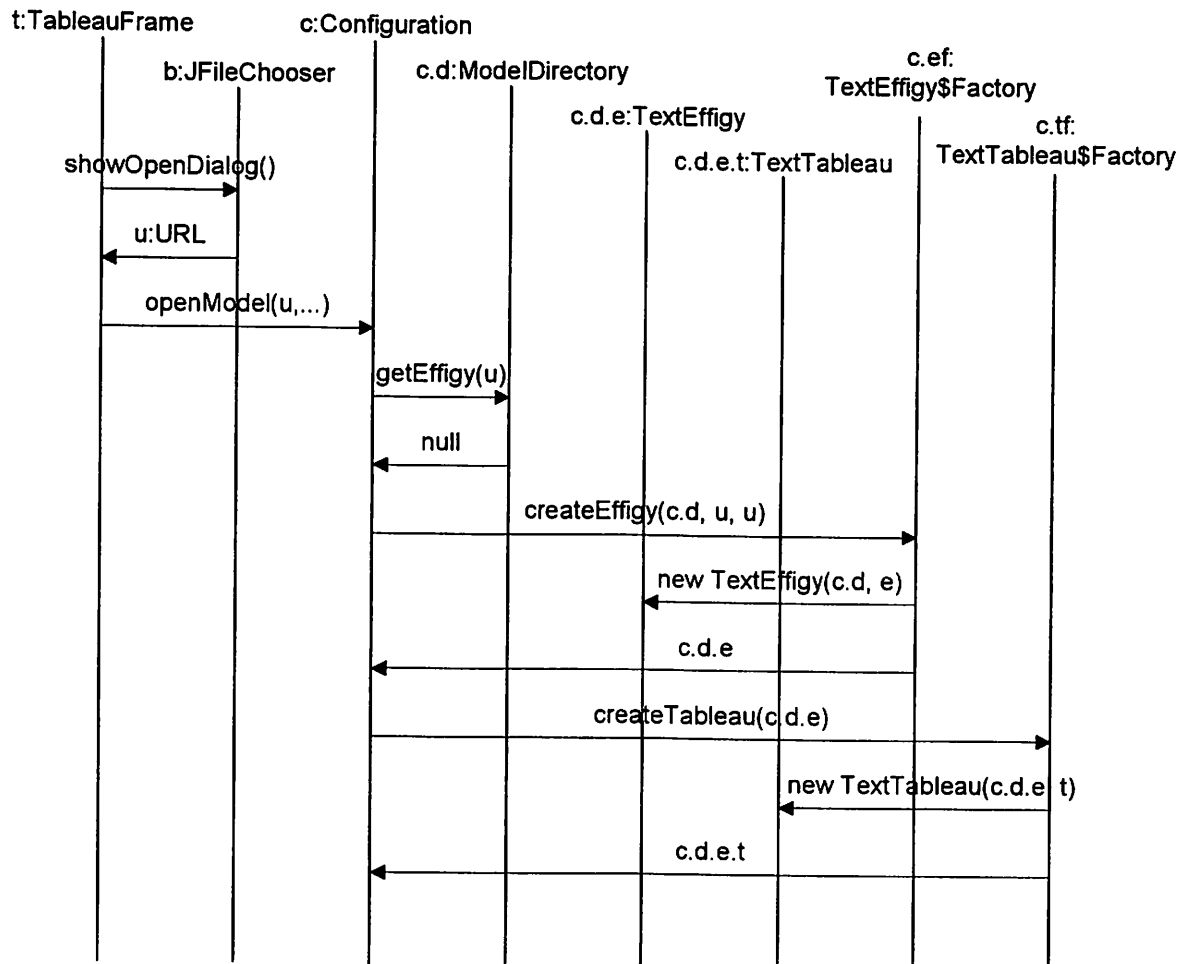 t:TableauFrame
c:Configuration
b:JFileChooser
c.d:ModelDirectory
c.ef:
TextEffigy$Factory
c.d.e:TextEffigy
c.tf:
TextTableau$Factory
c.d.e.t:TextTableau
showOpenDialog()
u:URL
openModel(u,...)
getEffigy(u)
null
createEffigy(c.d, u, u)
new TextEffigy(c.d, e)
c.d.e
createTableau(c.d.e)
new TextTableau(c.d.e t)
c.d.e.t